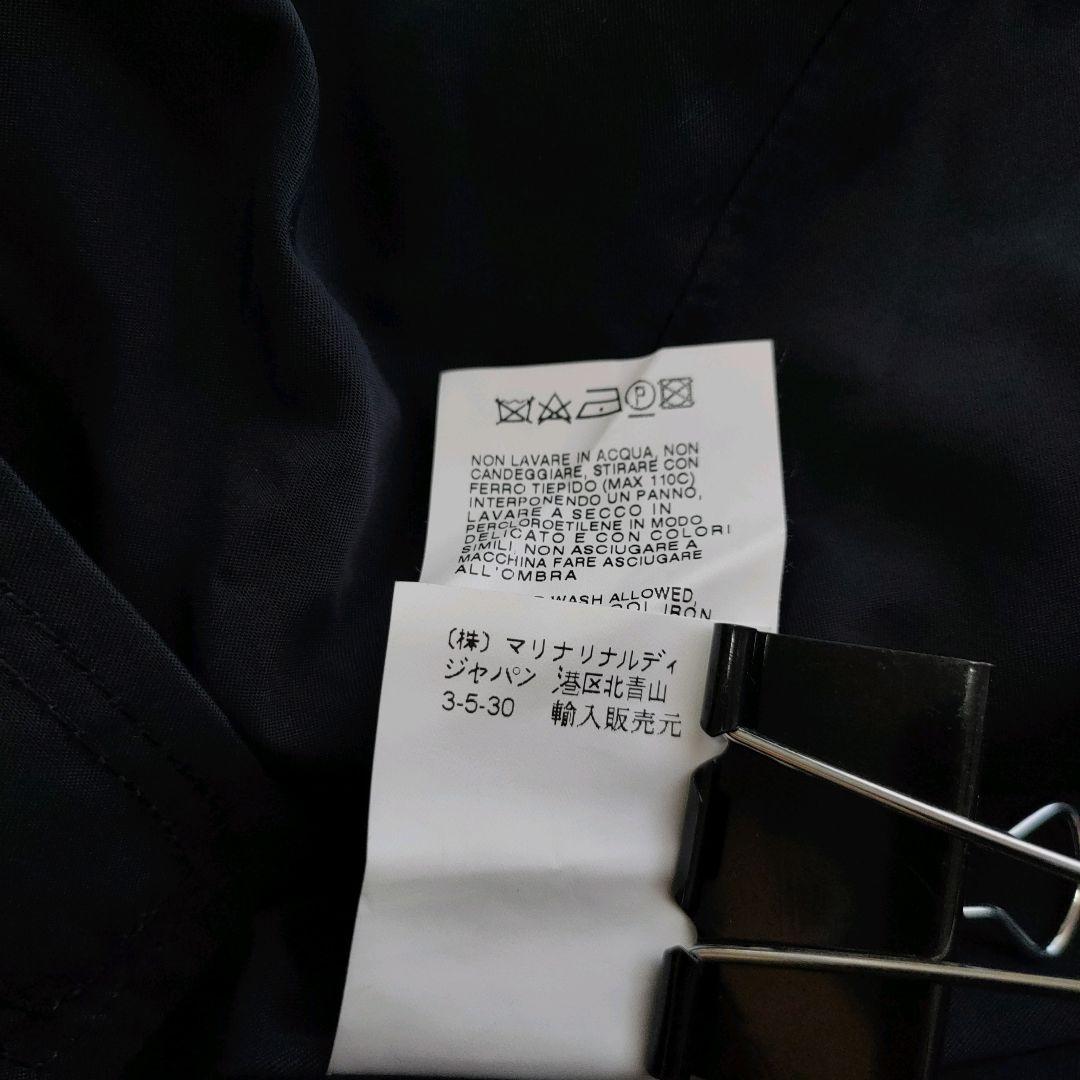 P
NON LAVARE IN ACQUA, NON
CANDEGGIARE, STIRARE CON
FERRO TIEPIDO (MAX 110C)
INTERPONENDO UN PANNO,
LAVARE A SECCO IN
PERCLOROETILENE IN MODO
DELICATO E CON COLORI
SIMILI, NON ASCIUGARE A
MACCHINA FARE ASCIUGARE
ALL'OMBRA
WASH ALLOWED,
IRON
(株) マリナリナルディ
ジャパン 港区北青山
3-5-30 輸入販売元